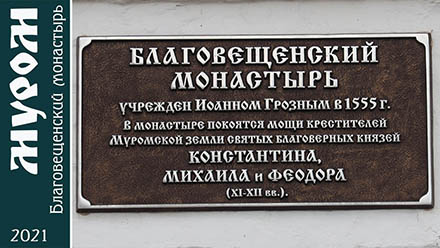 МУРОМ
Благовещенский монастырь
2021
БЛАГОВЕЩЕНСКИЙ
МОНАСТЫРЬ
УЧРЕЖДЕН ИОАННОМ ГРОЗНЫМ В 1555 Г.
В МОНАСТЫРЕ ПОКОЯТСЯ МОЩИ КРЕСТИТЕЛЕЙ
МУРОМСКОЙ ЗЕМЛИ СВЯТЫХ БЛАГОВЕРНЫХ КНЯЗЕЙ
КОНСТАНТИНА,
МИХАИЛА И ФЕОДОРА
(XI-XII ВВ.).